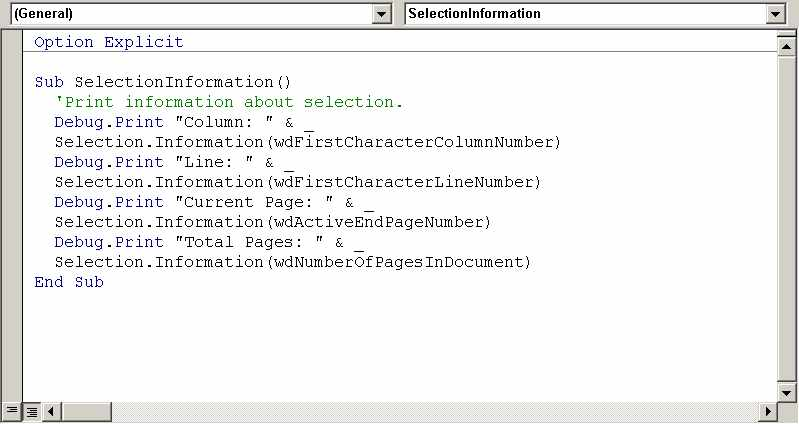 (General) SelectionInformation
Option Explicit
Sub SelectionInformation()
'Print information about selection.
Debug.Print "Column: " & _
Selection.Information(wdFirstCharacterColumnNumber)
Debug.Print "Line: " & _
Selection.Information(wdFirstCharacterLineNumber)
Debug.Print "Current Page: " & _
Selection.Information(wdActiveEndPageNumber)
Debug.Print "Total Pages: " & _
Selection.Information(wdNumberOfPagesInDocument)
End Sub